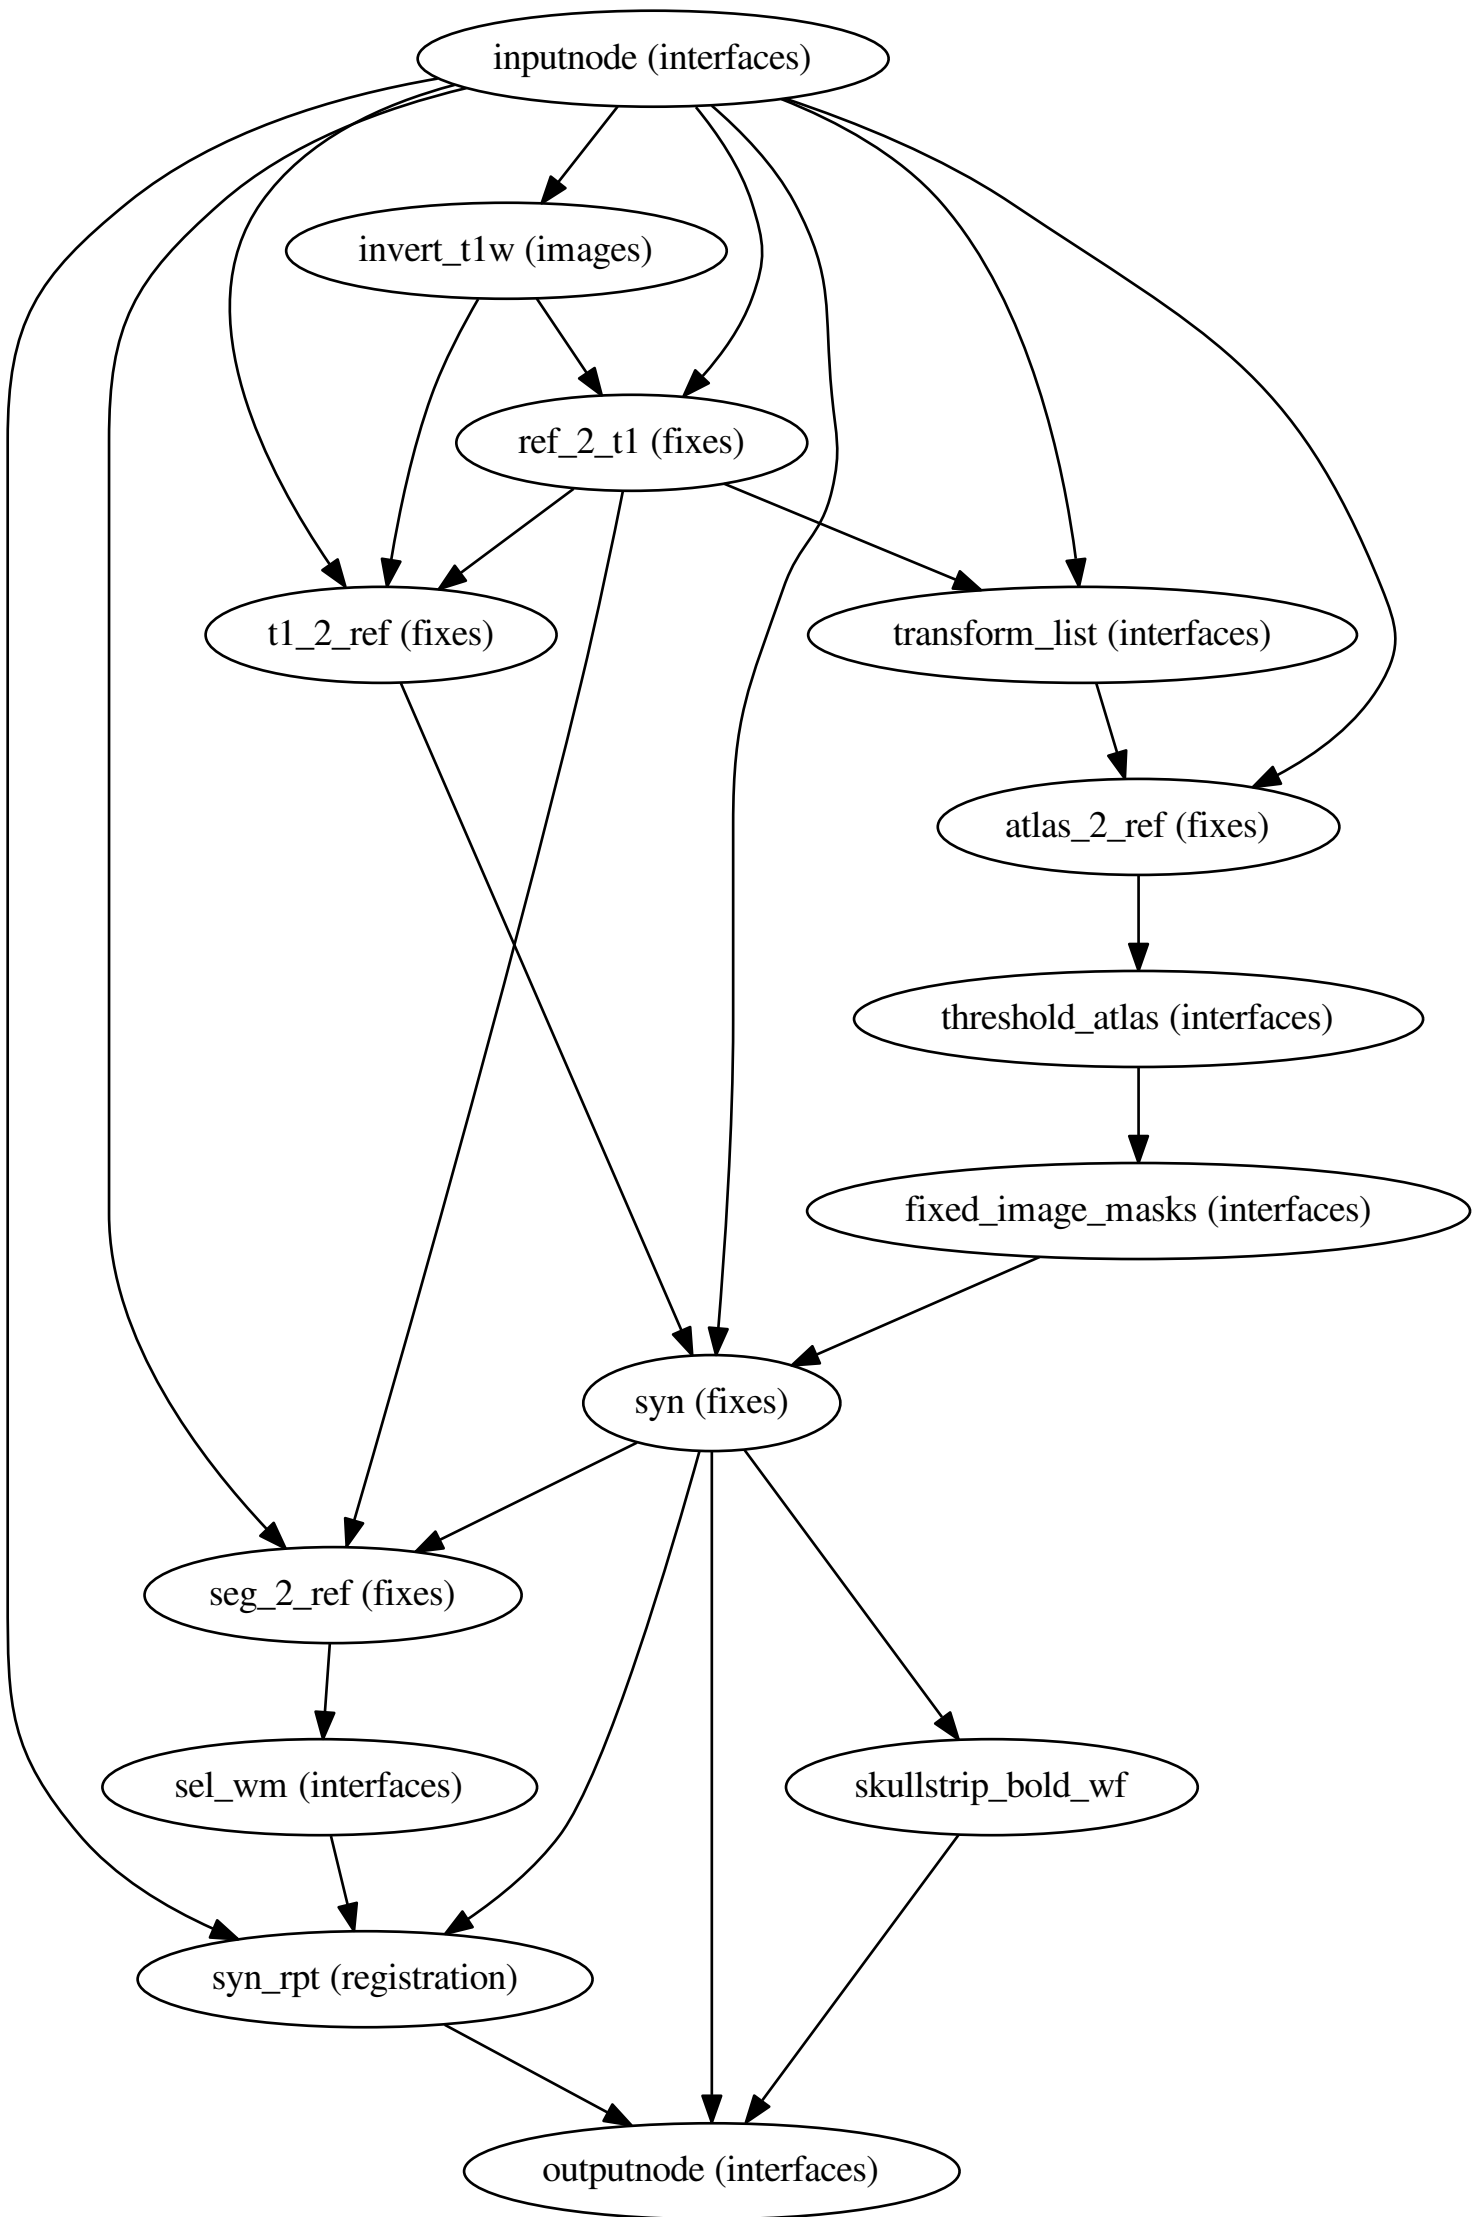 inputnode (interfaces)
invert_t1w (images)
ref_2_t1 (fixes)
t1_2_ref (fixes)
transform_list (interfaces)
atlas_2_ref (fixes)
threshold_atlas (interfaces)
fixed_image_masks (interfaces)
syn (fixes)
seg_2_ref (fixes)
sel_wm (interfaces)
skullstrip_bold_wf
syn_rpt (registration)
outputnode (interfaces)